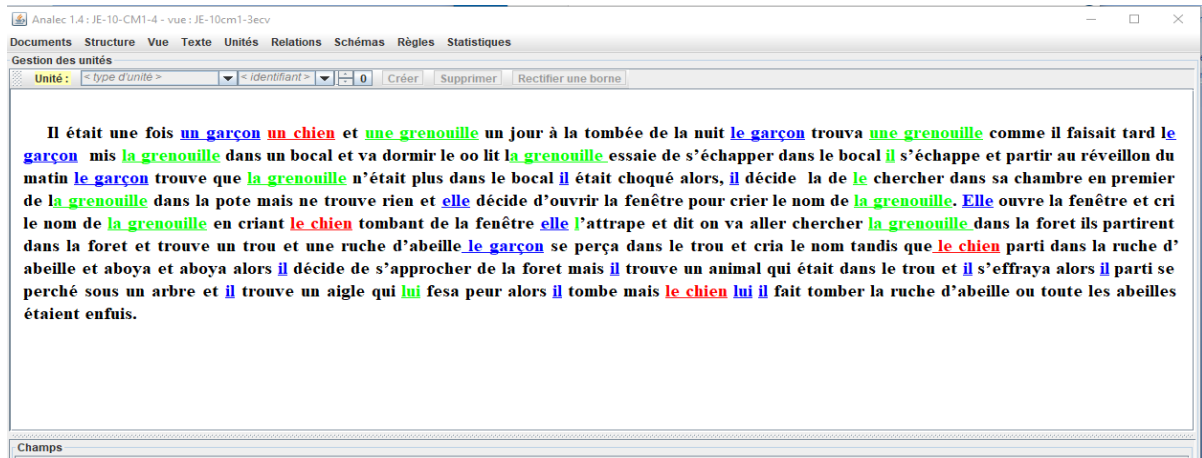 Analec 1.4 : JE-10-CM1-4 - vue : JE-10cm1-3ecv
Documents Structure Vue Texte Unités Relations Schémas Règles Statistiques
Gestion des unités
Unité : < type d'unité > < identifiant > 0 Créer Supprimer Rectifier une borne
Il était une fois un garçon un chien et une grenouille un jour à la tombée de la nuit le garçon trouva une grenouille comme il faisait tard le
garçon mis la grenouille dans un bocal et va dormir le oo lit la grenouille essaie de s'échapper dans le bocal il s'échappe et partir au réveillon du
matin le garçon trouve que la grenouille n'était plus dans le bocal il était choqué alors, il décide la de le chercher dans sa chambre en premier
de la grenouille dans la pote mais ne trouve rien et elle décide d'ouvrir la fenêtre pour crier le nom de la grenouille. Elle ouvre la fenêtre et cri
le nom de la grenouille en criant le chien tombant de la fenêtre elle l'attrape et dit on va aller chercher la grenouille dans la foret ils partirent
dans la foret et trouve un trou et une ruche d'abeille le garçon se perça dans le trou et cria le nom tandis que le chien parti dans la ruche d'
abeille et aboya et aboya alors il décide de s'approcher de la foret mais il trouve un animal qui était dans le trou et il s'effraya alors il parti se
perché sous un arbre et il trouve un aigle qui lui fesa peur alors il tombe mais le chien lui il fait tomber la ruche d'abeille ou toute les abeilles
étaient enfuis.
Champs